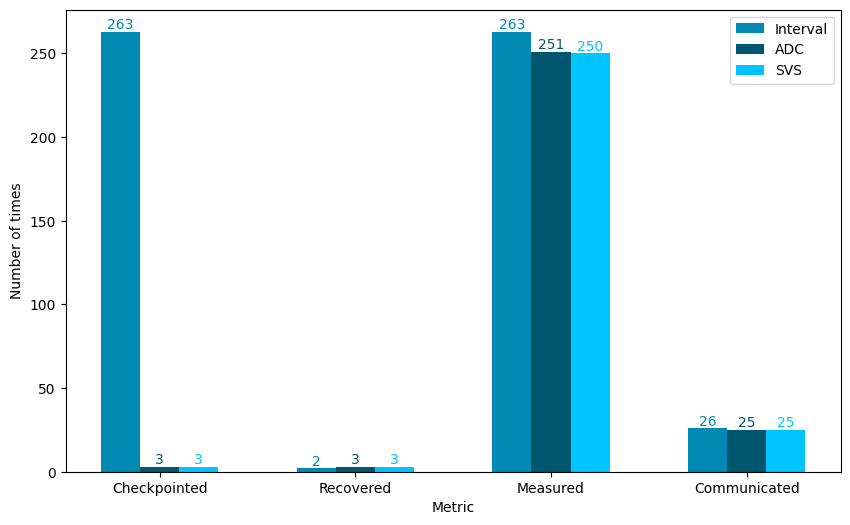 263
3
3
2
3
3
263
251
250
26
25
25
Interval
ADC
SVS
250
200
150
100
50
0
Number of times
Checkpointed
Recovered
Measured
Communicated
Metric